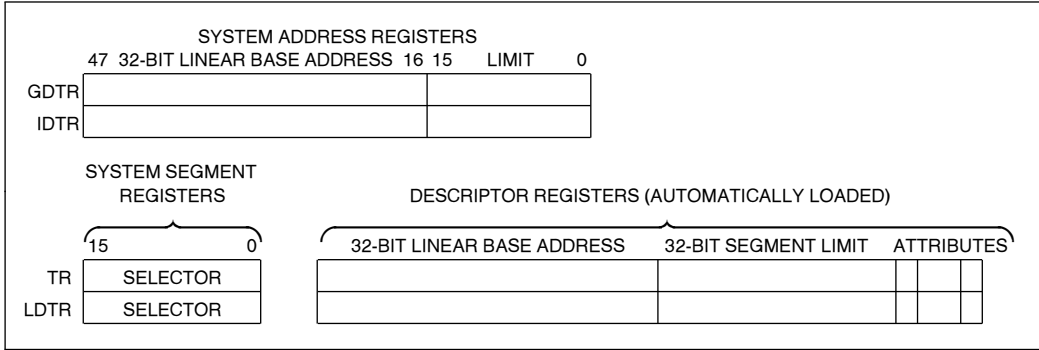 SYSTEM ADDRESS REGISTERS
47 32-BIT LINEAR BASE ADDRESS 16 15 LIMIT 0
GDTR
IDTR
SYSTEM SEGMENT
REGISTERS DESCRIPTOR REGISTERS (AUTOMATICALLY LOADED)
15 0 32-BIT LINEAR BASE ADDRESS 32-BIT SEGMENT LIMIT ATTRIBUTES
TR SELECTOR
LDTR SELECTOR